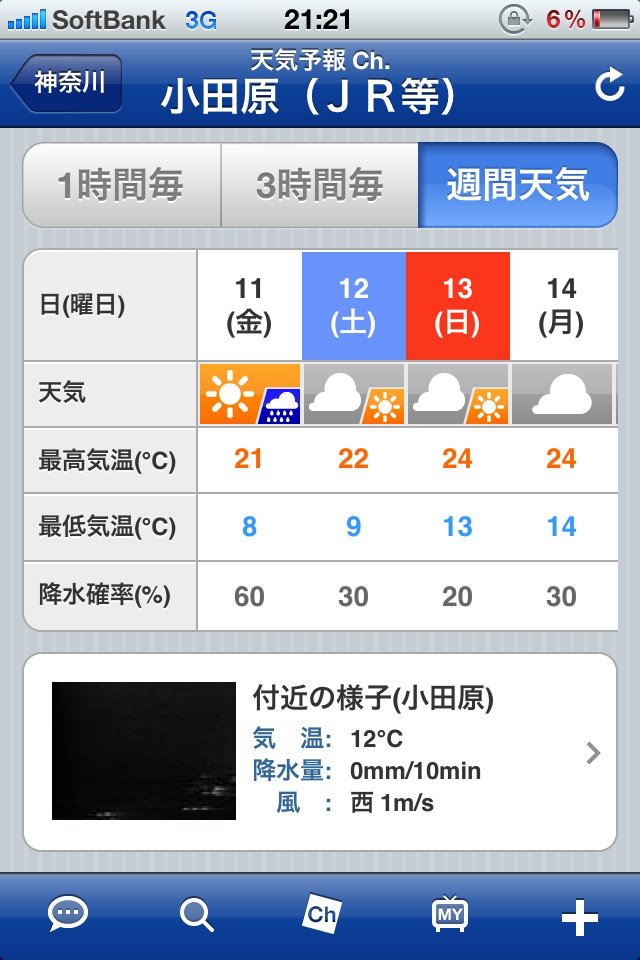 SoftBank 3G 21:21 6%
神奈川
天気予報 Ch.
小田原（ＪＲ等）
1時間毎 3時間毎 週間天気
日(曜日) 11 (金) 12 (土) 13 (日) 14 (月)
天気
最高気温(°C) 21 22 24 24
最低気温(°C) 8 9 13 14
降水確率(%) 60 30 20 30
付近の様子(小田原)
気　温: 12°C
降水量: 0mm/10min
風　: 西 1m/s
Ch MY